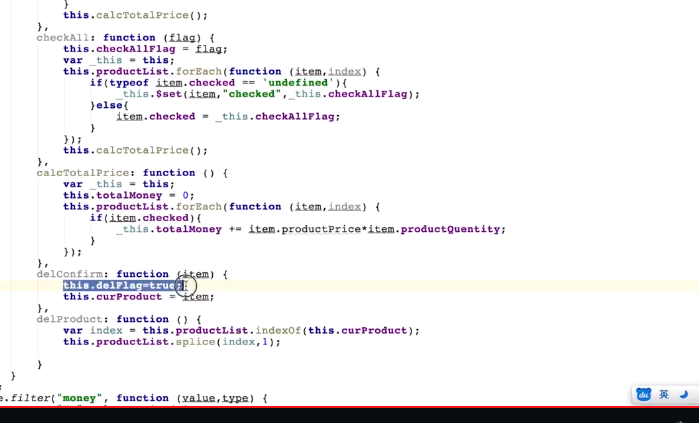 }
this.calcTotalPrice();
},
checkAll: function (flag) {
this.checkAllFlag = flag;
var _this = this;
this.productList.forEach(function (item,index) {
if(typeof item.checked == 'undefined'){
_this.$set(item,"checked",_this.checkAllFlag);
}else{
item.checked = _this.checkAllFlag;
}
});
this.calcTotalPrice();
},
calcTotalPrice: function () {
var _this = this;
this.totalMoney = 0;
this.productList.forEach(function (item,index) {
if(item.checked){
_this.totalMoney += item.productPrice*item.productQuentity;
}
});
},
delConfirm: function (item) {
this.delFlag=true;
this.curProduct = item;
},
delProduct: function () {
var index = this.productList.indexOf(this.curProduct);
this.productList.splice(index,1);
}
}
;
e.filter("money", function (value,type) {
du 英